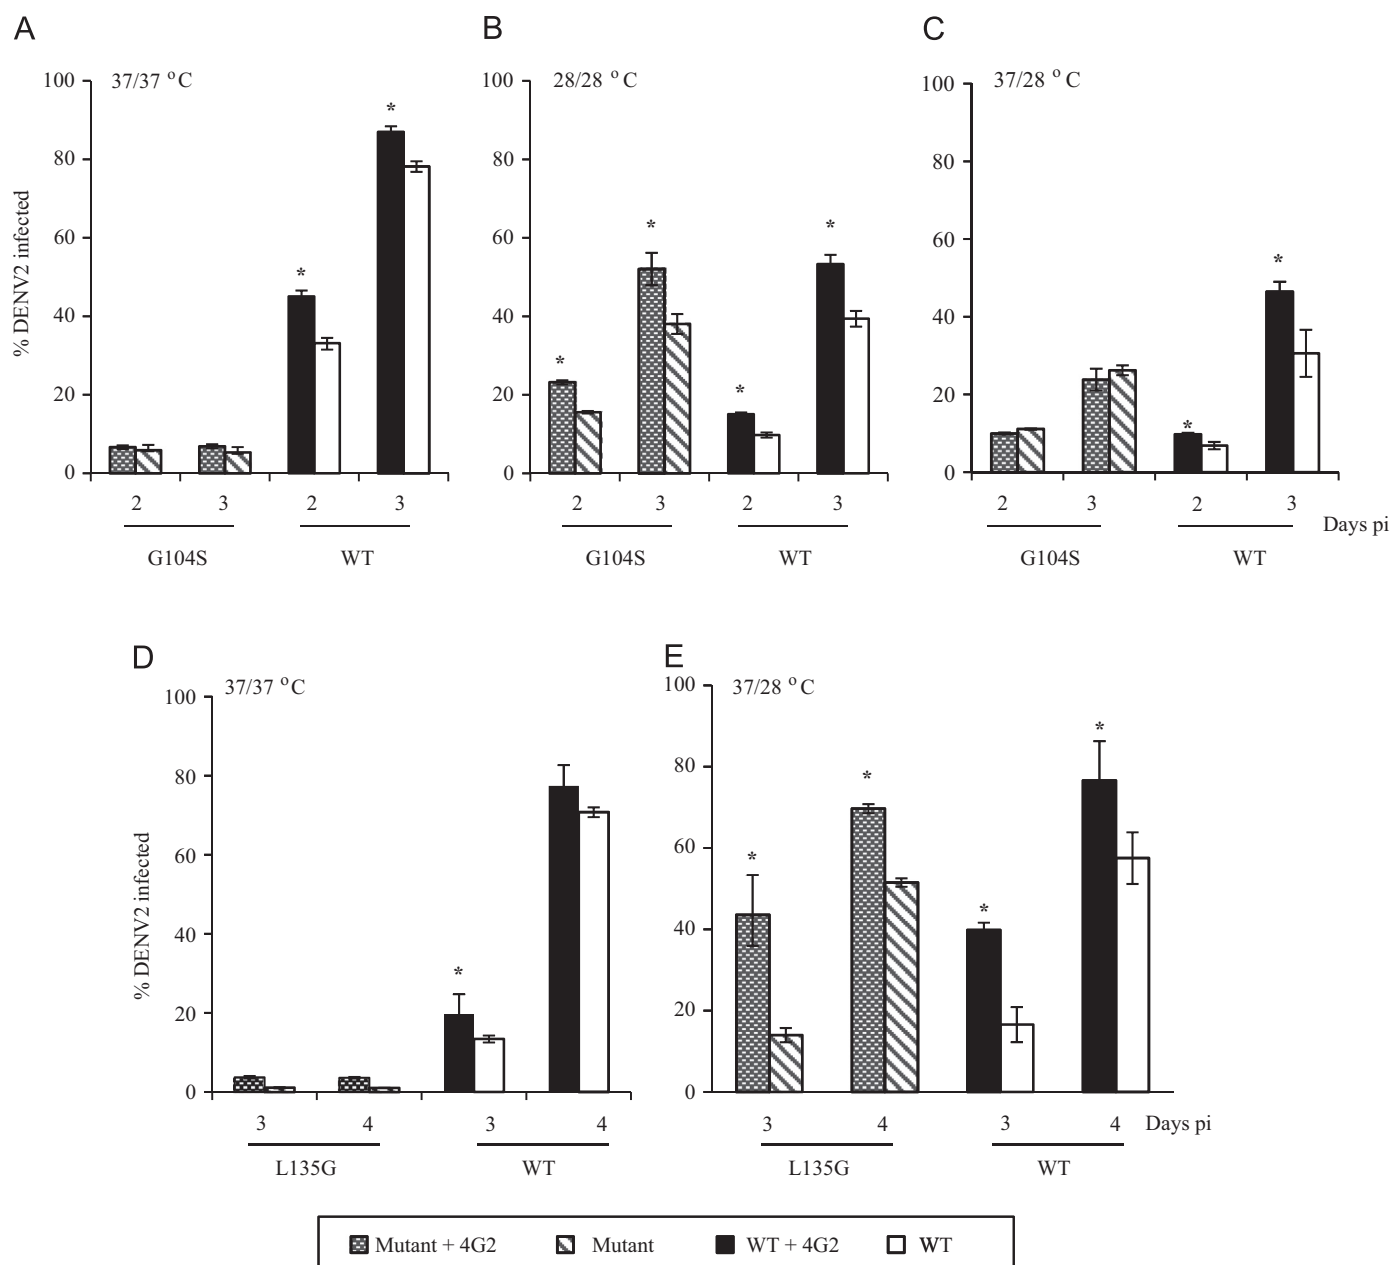 A
37/37 °C
100
80
60
40
20
0
% DENV2 infected
*
*
2 3 2 3
G104S WT
B
28/28 °C
100
80
60
40
20
0
*
*
*
*
2 3 2 3
G104S WT
C
37/28 °C
100
80
60
40
20
0
*
*
2 3 2 3
Days pi
G104S WT
D
37/37 °C
100
80
60
40
20
0
% DENV2 infected
*
3 4 3 4
L135G WT
E
37/28 °C
100
80
60
40
20
0
*
*
*
*
3 4 3 4 Days pi
L135G WT
Mutant + 4G2 Mutant WT + 4G2 WT